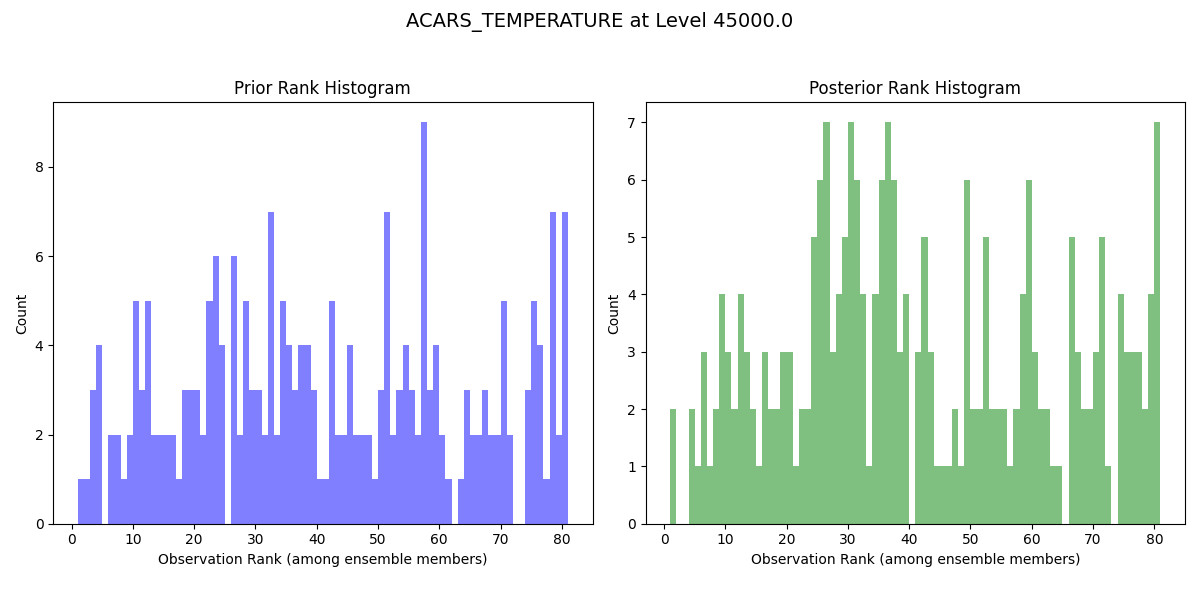 ACARS_TEMPERATURE at Level 45000.0
Prior Rank Histogram
Count
8
6
4
2
0
0 10 20 30 40 50 60 70 80
Observation Rank (among ensemble members)
Posterior Rank Histogram
Count
7
6
5
4
3
2
1
0
0 10 20 30 40 50 60 70 80
Observation Rank (among ensemble members)